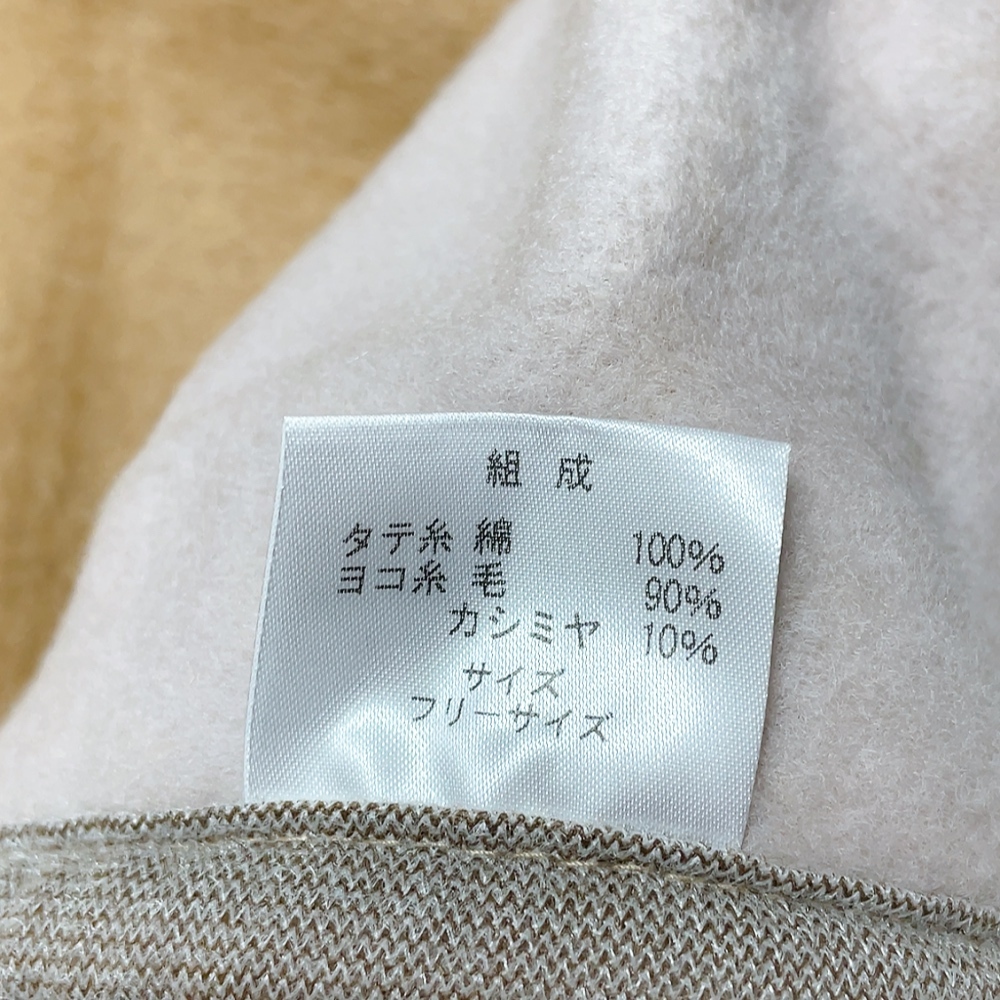 組成
タテ糸 綿 100%
ヨコ糸 毛 90%
カシミヤ 10%
サイズ
フリーサイズ